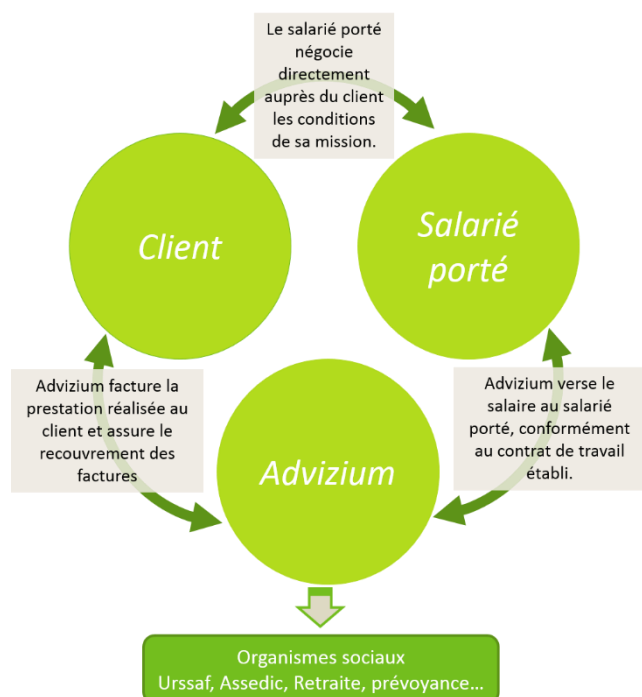 Le salarié porté
négocie
directement
auprès du client
les conditions
de sa mission.
Client
Salarié
porté
Advizium facture la
prestation réalisée au
client et assure le
recouvrement des
factures
Advizium verse le
salaire au salarié
porté, conformément
au contrat de travail
établi.
Advizium
Organismes sociaux
Urssaf, Assedic, Retraite, prévoyance…